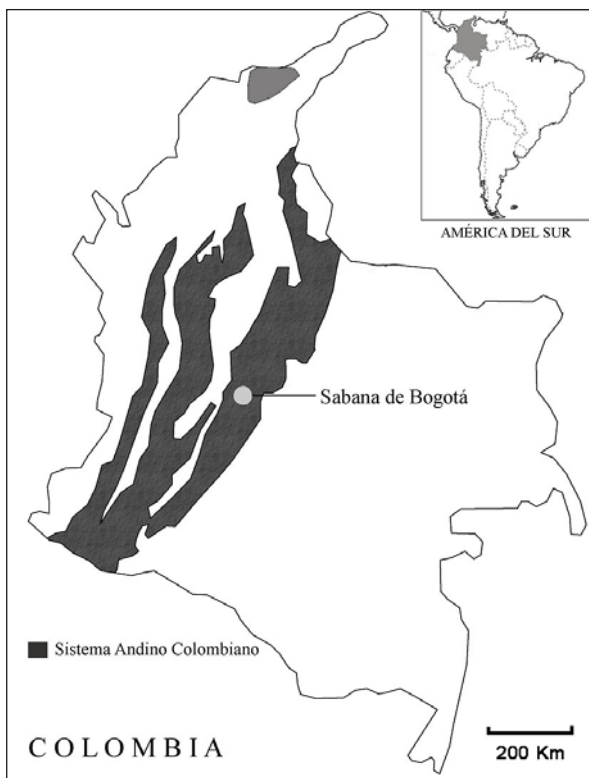 AMÉRICA DEL SUR
Sabana de Bogotá
Sistema Andino Colombiano
COLOMBIA
200 Km